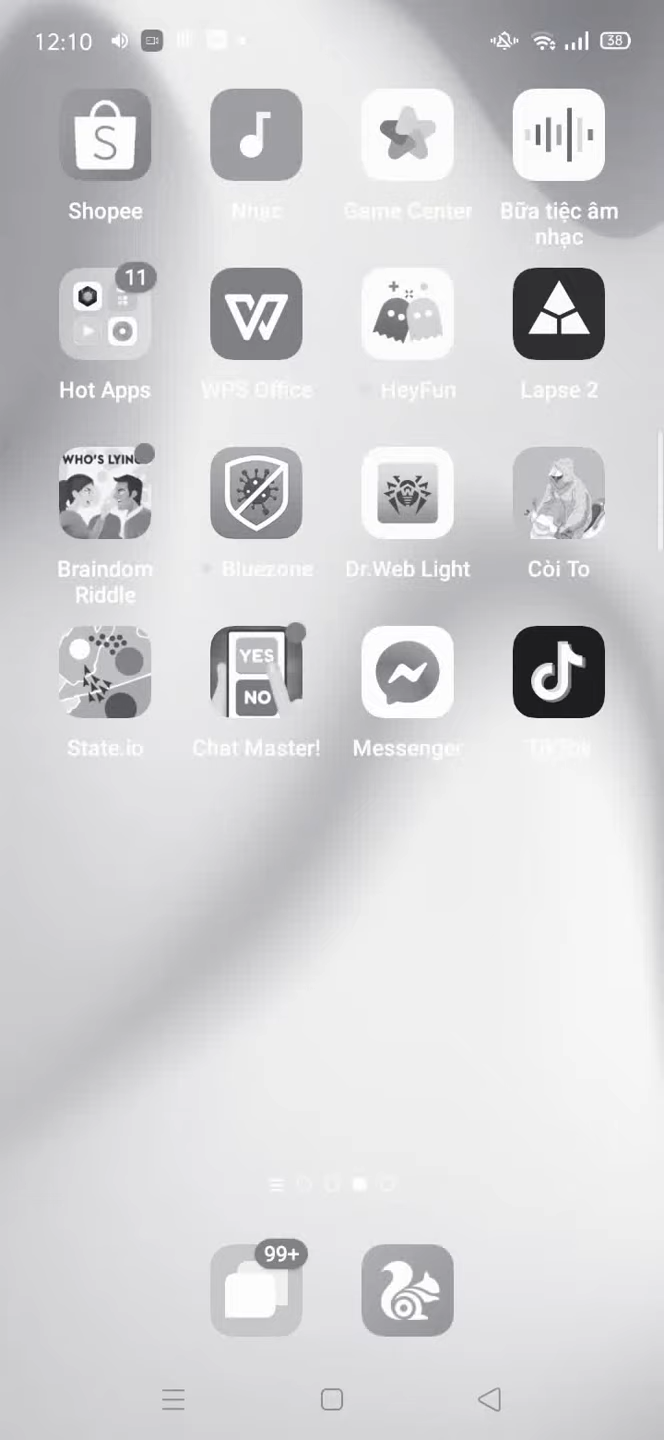 12:10
38
S
Shopee
Nhạc
Game Center
Bữa tiệc âm
nhạc
11
Hot Apps
WPS Office
HeyFun
Lapse 2
WHO'S LYING
Braindom
Riddle
Bluezone
Dr.Web Light
Còi To
State.io
YES
NO
Chat Master!
Messenger
TikTok
99+